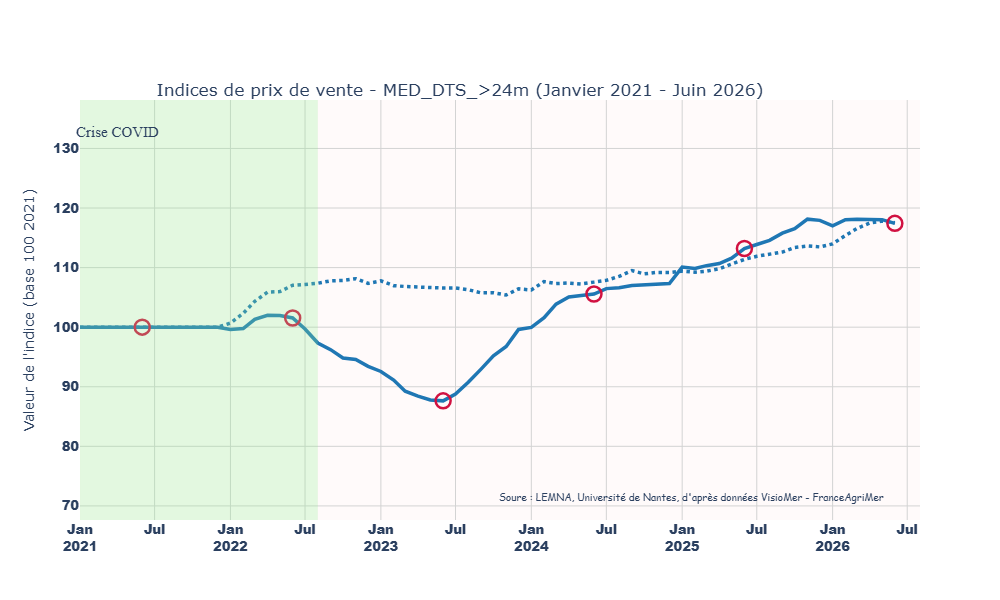 Indices de prix de vente - MED_DTS_>24m (Janvier 2021 - Juin 2026)
Crise COVID
Valeur de l'indice (base 100 2021)
130
120
110
100
90
80
70
Soure : LEMNA, Université de Nantes, d'après données VisioMer - FranceAgriMer
Jan Jul Jan Jul Jan Jul Jan Jul Jan Jul Jan Jul
2021 2022 2023 2024 2025 2026